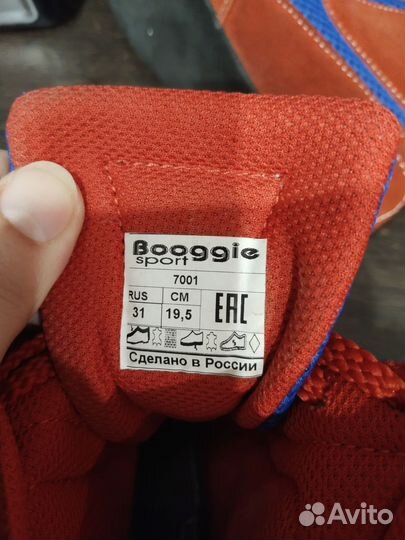 Booggie
sport
7001
RUS CM
31 19,5
EAC
Сделано в России
Avito